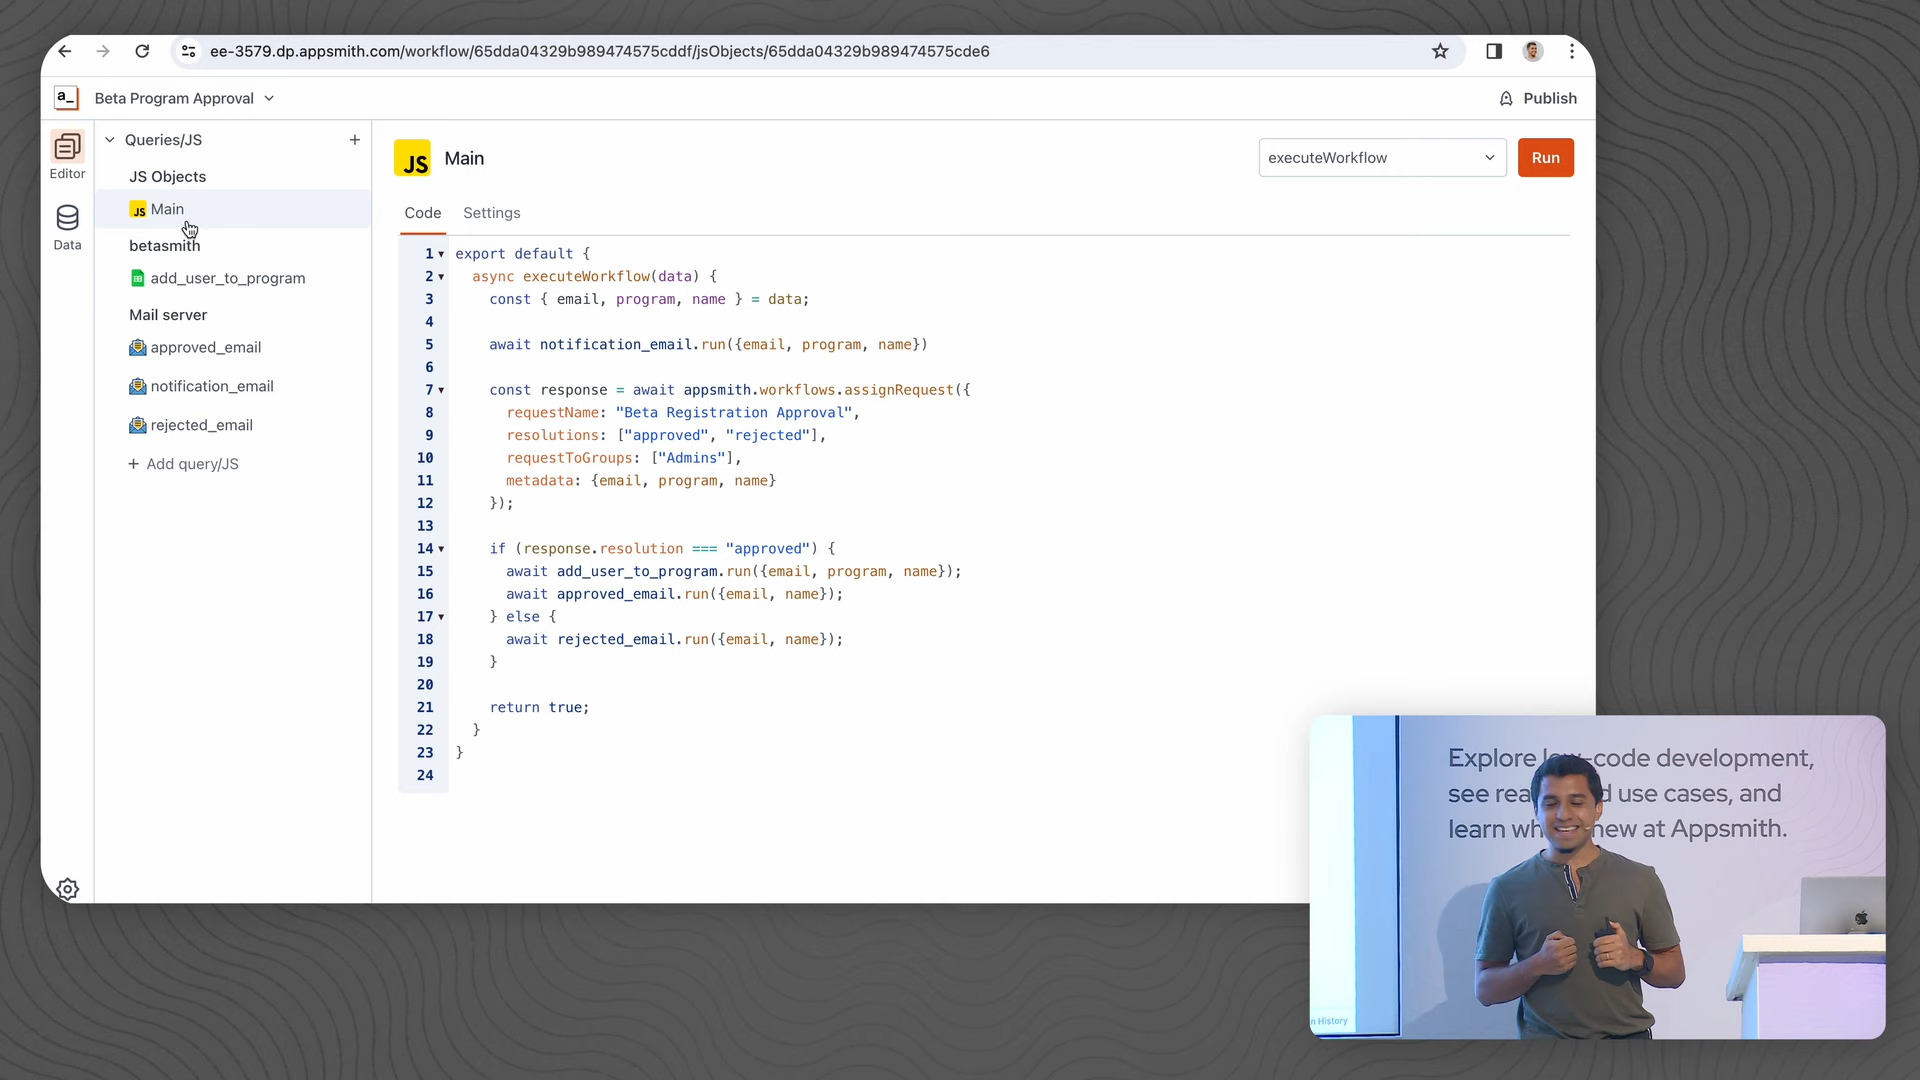 ee-3579.dp.appsmith.com/workflow/65dda04329b989474575cddf/jsObjects/65dda04329b989474575cde6
a_ Beta Program Approval
Publish
Editor
Data
Queries/JS
JS Objects
JS Main
betasmith
add_user_to_program
Mail server
approved_email
notification_email
rejected_email
+ Add query/JS
JS Main
executeWorkflow
Run
Code Settings
1 export default {
2 async executeWorkflow(data) {
3 const { email, program, name } = data;
4
5 await notification_email.run({email, program, name})
6
7 const response = await appsmith.workflows.assignRequest({
8 requestName: "Beta Registration Approval",
9 resolutions: ["approved", "rejected"],
10 requestToGroups: ["Admins"],
11 metadata: {email, program, name}
12 });
13
14 if (response.resolution === "approved") {
15 await add_user_to_program.run({email, program, name});
16 await approved_email.run({email, name});
17 } else {
18 await rejected_email.run({email, name});
19 }
20
21 return true;
22 }
23 }
24
Explore -code development,
see rea use cases, and
learn new at Appsmith.
n History